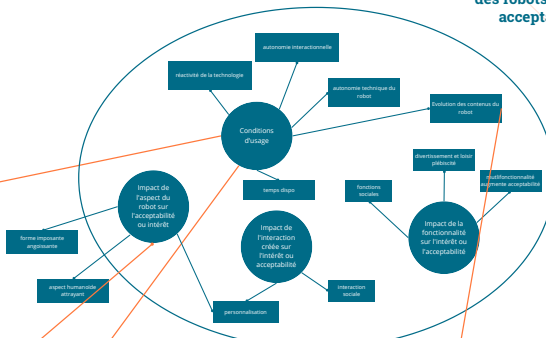 des robots
accept
autonomie interactionnelle
réactivité de la technologie
autonomie technique du
robot
Evolution des contenus du
robot
Conditions
d'usage
divertissement et loisir
plébiscité
mutlifonctionnalité
augmente acceptabilité
temps dispo
fonctions
sociales
Impact de
l'aspect du
robot sur
l'acceptabilité
ou intérêt
Impact de
l'interaction
créée sur
l'intérêt ou
acceptabilité
Impact de la
fonctionnalité
sur l'intérêt ou
l'acceptabilité
forme imposante
angoissante
aspect humanoïde
attrayant
interaction
sociale
personnalisation